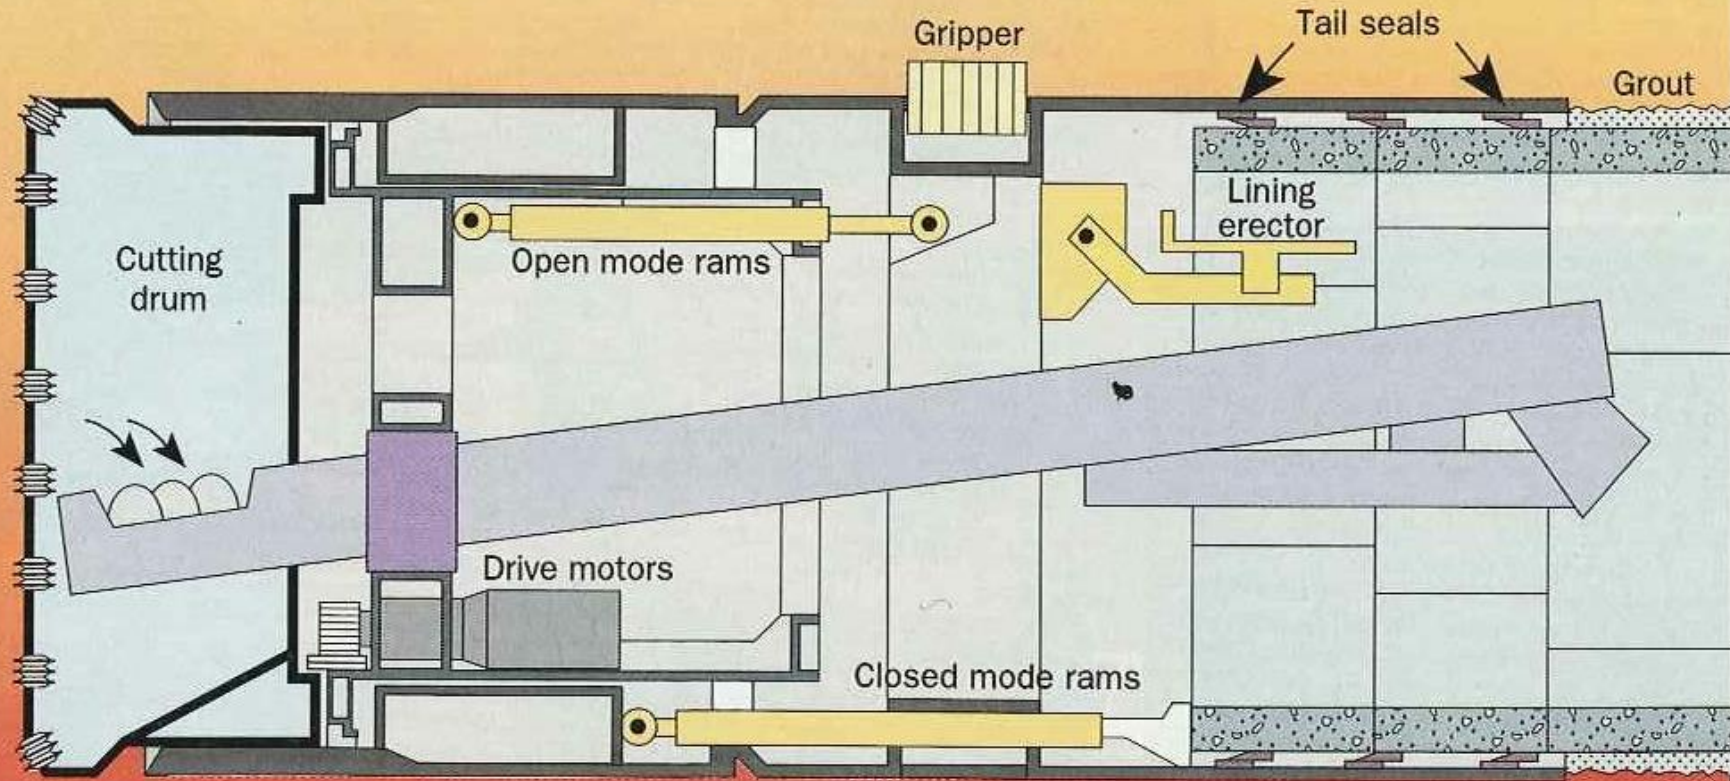 Gripper
Tail seals
Grout
Cutting
drum
Open mode rams
Lining
erector
Drive motors
Closed mode rams